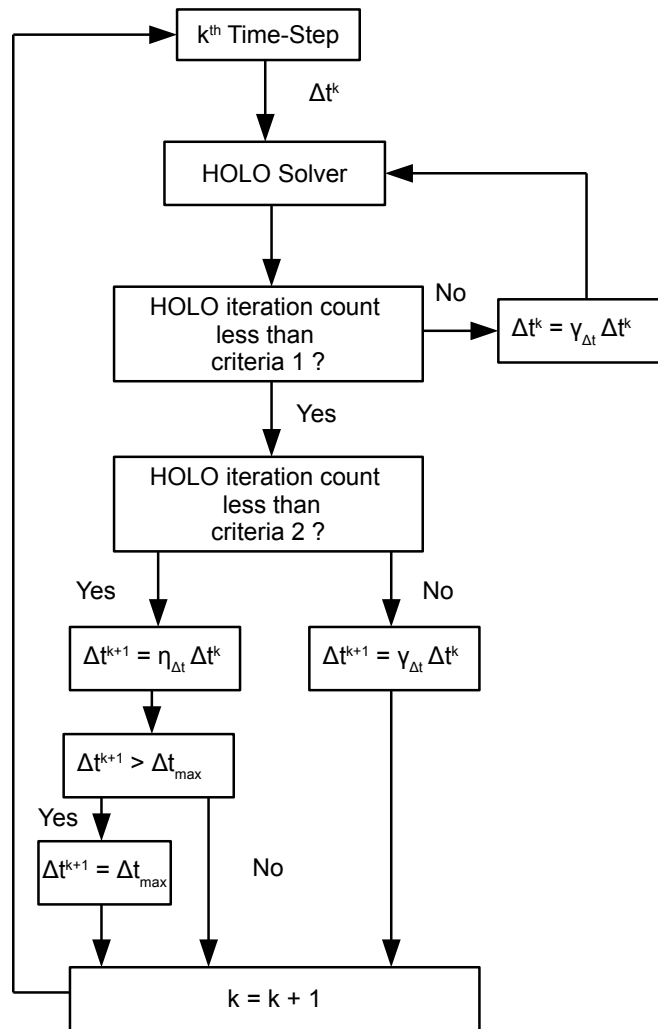 kth Time-Step
Δtk
HOLO Solver
HOLO iteration count
less than
criteria 1 ?
No
Δtk = γΔt Δtk
Yes
HOLO iteration count
less than
criteria 2 ?
Yes
No
Δtk+1 = ηΔt Δtk
Δtk+1 = γΔt Δtk
Δtk+1 > Δtmax
Yes
No
Δtk+1 = Δtmax
k = k + 1